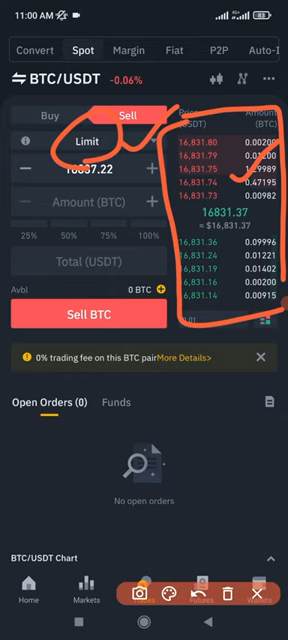 11:00 AM
Convert Spot Margin Fiat P2P Auto-I
BTC/USDT -0.06%
Buy Sell
(USDT) Amount (BTC)
Limit
16,831.80 0.00209
16,831.79
16,831.75
16,831.74 0.47195
16,831.73 0.00982
Amount (BTC)
16831.37
≈ $16,831.37
25% 50% 75% 100%
16,831.36 0.09996
16,831.24 0.01221
16,831.19 0.01402
16,831.16 0.00200
16,831.14 0.00915
Total (USDT)
Avbl 0 BTC
Sell BTC
0% trading fee on this BTC pair More Details>
Open Orders (0) Funds
No open orders
BTC/USDT Chart
Home Markets Futures Wallets